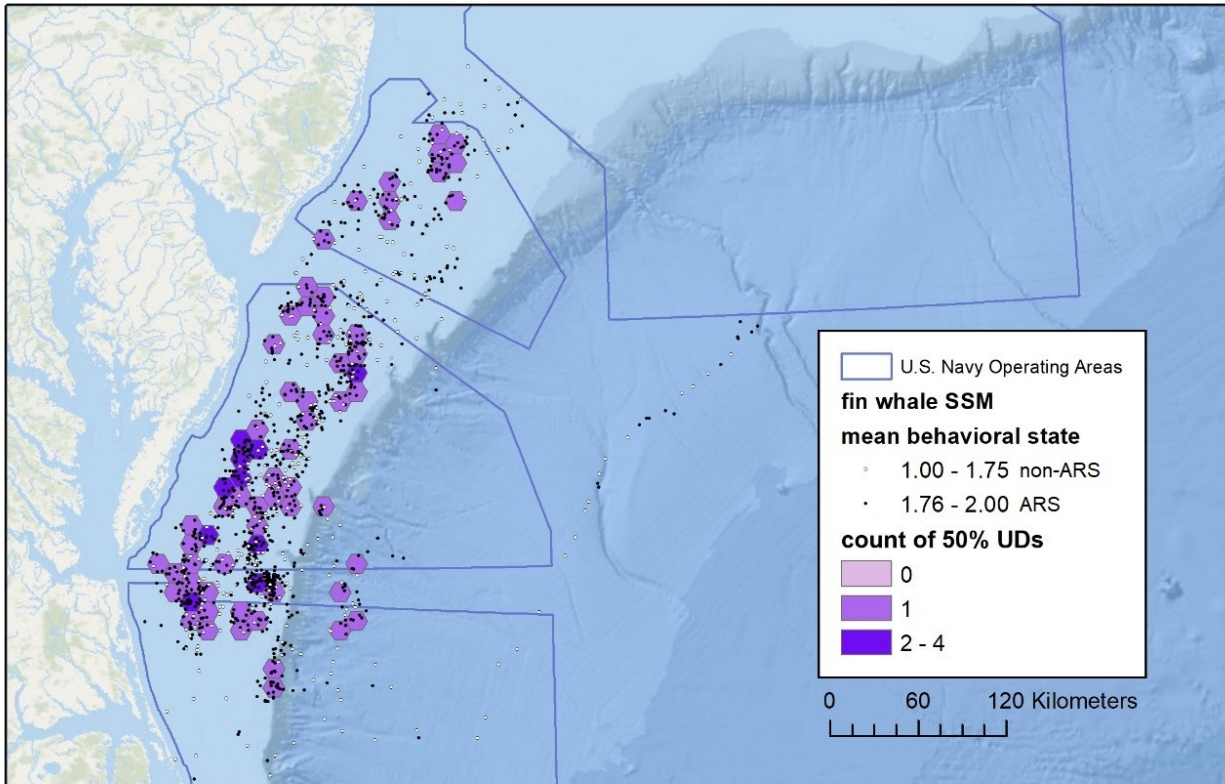 U.S. Navy Operating Areas
fin whale SSM
mean behavioral state
1.00 - 1.75 non-ARS
1.76 - 2.00 ARS
count of 50% UDs
0
1
2 - 4
0 60 120 Kilometers